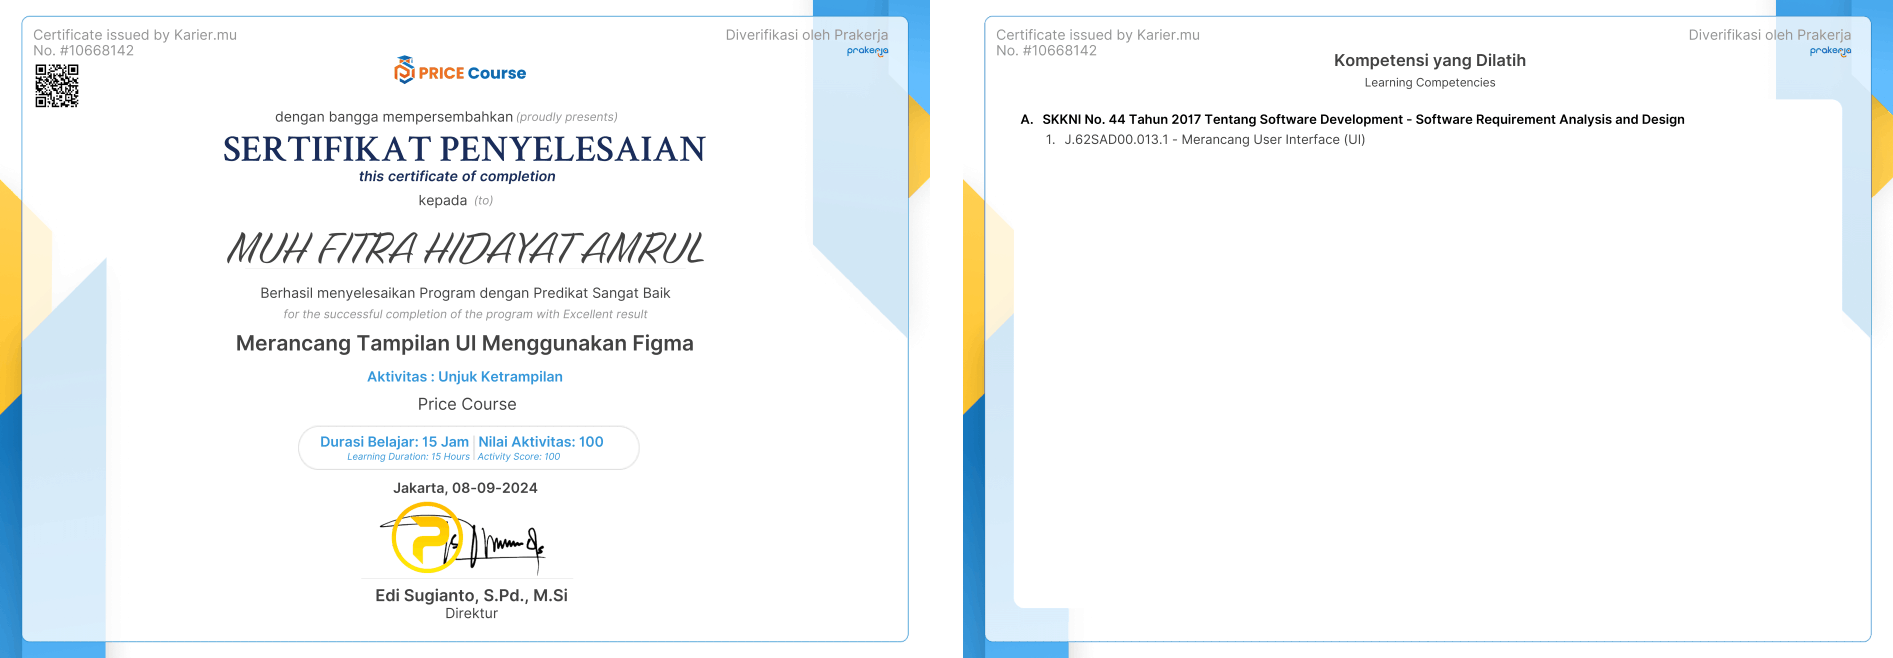 Certificate issued by Karier.mu
No. #10668142
Diverifikasi oleh Prakerja
prakerja
PRICE Course
dengan bangga mempersembahkan (proudly presents)
SERTIFIKAT PENYELESAIAN
this certificate of completion
kepada (to)
MUH FITRA HIDAYAT AMRUL
Berhasil menyelesaikan Program dengan Predikat Sangat Baik
for the successful completion of the program with Excellent result
Merancang Tampilan UI Menggunakan Figma
Aktivitas : Unjuk Ketrampilan
Price Course
Durasi Belajar: 15 Jam | Nilai Aktivitas: 100
Learning Duration: 15 Hours | Activity Score: 100
Jakarta, 08-09-2024
Edi Sugianto, S.Pd., M.Si
Direktur
Certificate issued by Karier.mu
No. #10668142
Diverifikasi oleh Prakerja
prakerja
Kompetensi yang Dilatih
Learning Competencies
A. SKKNI No. 44 Tahun 2017 Tentang Software Development - Software Requirement Analysis and Design
1. J.62SAD00.013.1 - Merancang User Interface (UI)